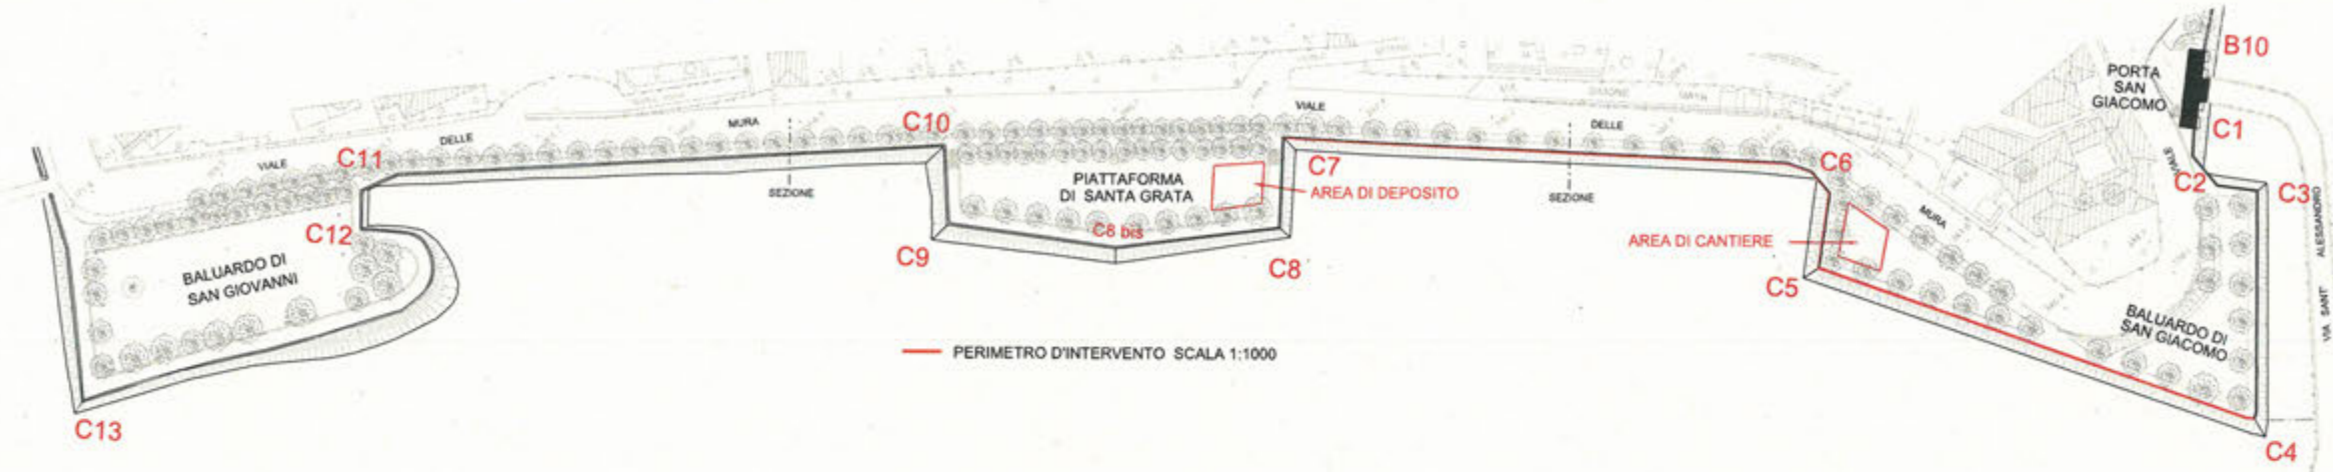 B10
PORTA
SAN
GIACOMO
C1
C2
C3
VIALE
VIA SANT' ALESSANDRO
VIALE
DELLE
MURA
C10
VIALE
DELLE
MURA
C11
C12
BALUARDO DI
SAN GIOVANNI
C13
SEZIONE
C9
PIATTAFORMA
DI SANTA GRATA
C8 bis
AREA DI DEPOSITO
C7
C8
SEZIONE
C6
AREA DI CANTIERE
C5
BALUARDO DI
SAN GIACOMO
C4
PERIMETRO D'INTERVENTO SCALA 1:1000